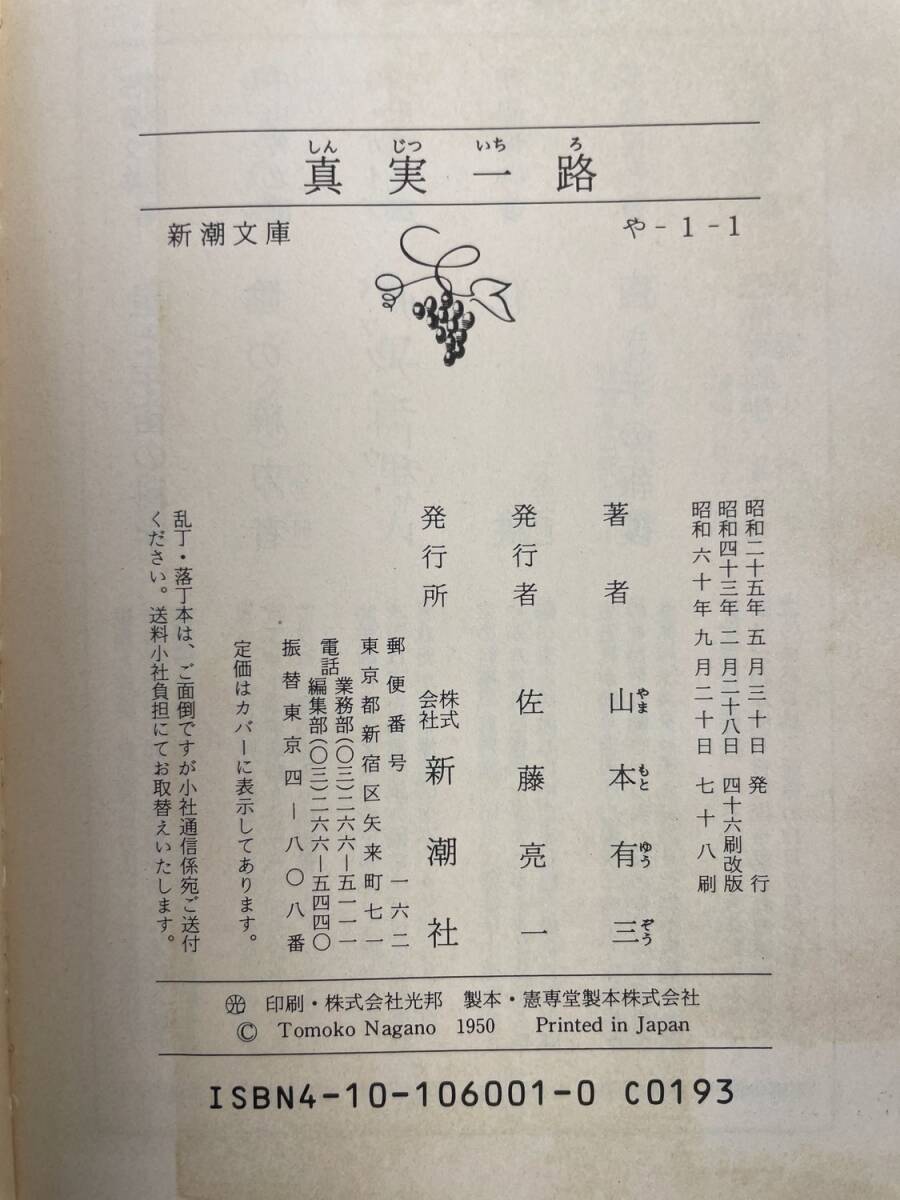 しん じつ いち ろ
真実一路
新潮文庫 や-1-1
昭和二十五年五月三十日発行
昭和四十三年二月二十八日四十六刷改版
昭和六十年九月二十日七十八刷
著者 山本有三
やま もと ゆう ぞう
発行者 佐藤亮一
発行所 株式会社 新潮社
郵便番号 一六二
東京都新宿区矢来町七一
電話 業務部(〇三)二六六―五一一一
編集部(〇三)二六六―五四四〇
振替東京四―八〇八番
定価はカバーに表示してあります。
乱丁・落丁本は、ご面倒ですが小社通信係宛ご送付
ください。送料小社負担にてお取替えいたします。
光 印刷・株式会社光邦 製本・憲専堂製本株式会社
© Tomoko Nagano 1950 Printed in Japan
ISBN4-10-106001-0 C0193